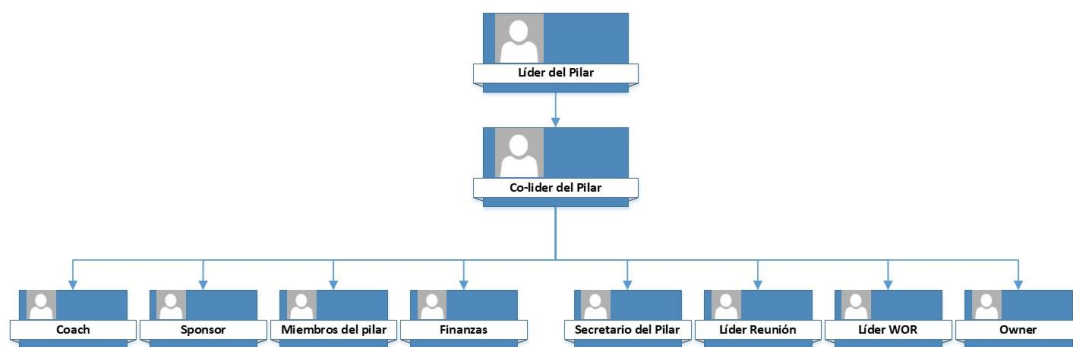 Líder del Pilar
Co-lider del Pilar
Coach
Sponsor
Miembros del pilar
Finanzas
Secretario del Pilar
Líder Reunión
Líder WOR
Owner